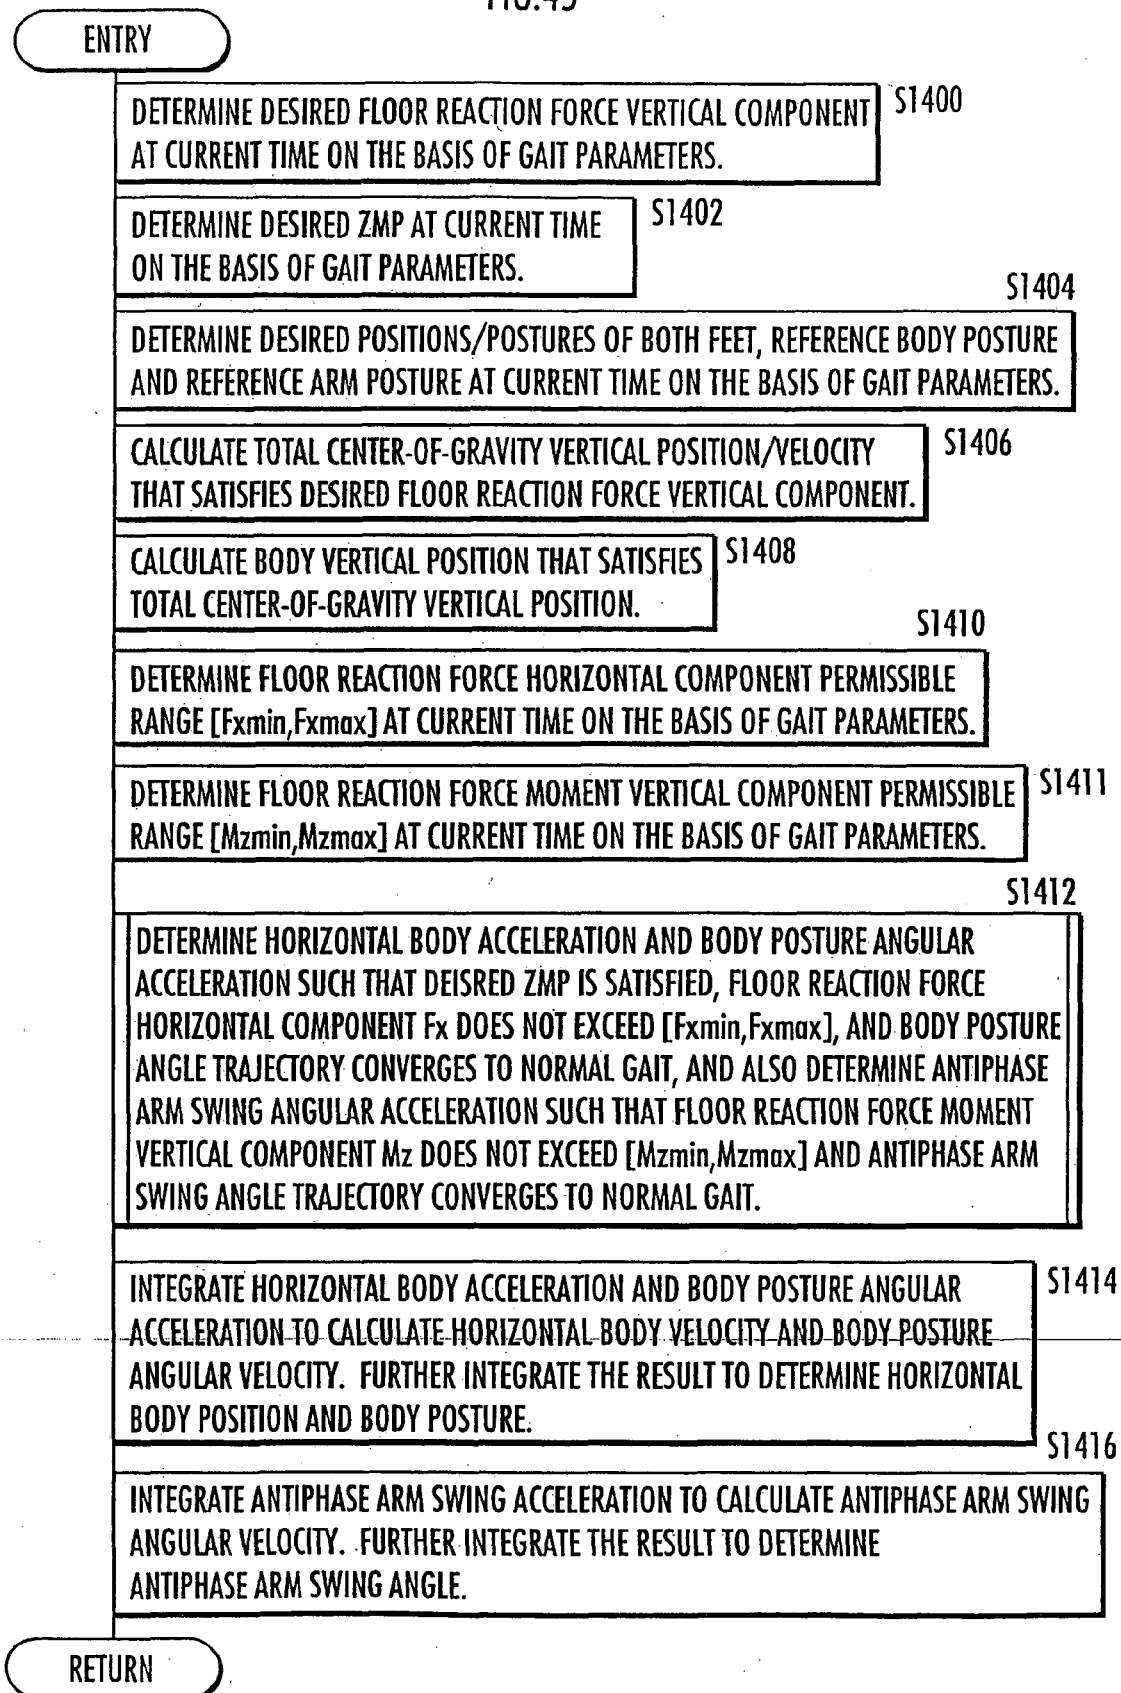 FIG.45
ENTRY
DETERMINE DESIRED FLOOR REACTION FORCE VERTICAL COMPONENT
AT CURRENT TIME ON THE BASIS OF GAIT PARAMETERS.
S1400
DETERMINE DESIRED ZMP AT CURRENT TIME
ON THE BASIS OF GAIT PARAMETERS.
S1402
S1404
DETERMINE DESIRED POSITIONS/POSTURES OF BOTH FEET, REFERENCE BODY POSTURE
AND REFERENCE ARM POSTURE AT CURRENT TIME ON THE BASIS OF GAIT PARAMETERS.
CALCULATE TOTAL CENTER-OF-GRAVITY VERTICAL POSITION/VELOCITY
THAT SATISFIES DESIRED FLOOR REACTION FORCE VERTICAL COMPONENT.
S1406
CALCULATE BODY VERTICAL POSITION THAT SATISFIES
TOTAL CENTER-OF-GRAVITY VERTICAL POSITION.
S1408
S1410
DETERMINE FLOOR REACTION FORCE HORIZONTAL COMPONENT PERMISSIBLE
RANGE [Fxmin,Fxmax] AT CURRENT TIME ON THE BASIS OF GAIT PARAMETERS.
DETERMINE FLOOR REACTION FORCE MOMENT VERTICAL COMPONENT PERMISSIBLE
RANGE [Mzmin,Mzmax] AT CURRENT TIME ON THE BASIS OF GAIT PARAMETERS.
S1411
S1412
DETERMINE HORIZONTAL BODY ACCELERATION AND BODY POSTURE ANGULAR
ACCELERATION SUCH THAT DEISRED ZMP IS SATISFIED, FLOOR REACTION FORCE
HORIZONTAL COMPONENT Fx DOES NOT EXCEED [Fxmin,Fxmax], AND BODY POSTURE
ANGLE TRAJECTORY CONVERGES TO NORMAL GAIT, AND ALSO DETERMINE ANTIPHASE
ARM SWING ANGULAR ACCELERATION SUCH THAT FLOOR REACTION FORCE MOMENT
VERTICAL COMPONENT Mz DOES NOT EXCEED [Mzmin,Mzmax] AND ANTIPHASE ARM
SWING ANGLE TRAJECTORY CONVERGES TO NORMAL GAIT.
INTEGRATE HORIZONTAL BODY ACCELERATION AND BODY POSTURE ANGULAR
ACCELERATION TO CALCULATE HORIZONTAL BODY VELOCITY AND BODY POSTURE
ANGULAR VELOCITY. FURTHER INTEGRATE THE RESULT TO DETERMINE HORIZONTAL
BODY POSITION AND BODY POSTURE.
S1414
S1416
INTEGRATE ANTIPHASE ARM SWING ACCELERATION TO CALCULATE ANTIPHASE ARM SWING
ANGULAR VELOCITY. FURTHER INTEGRATE THE RESULT TO DETERMINE
ANTIPHASE ARM SWING ANGLE.
RETURN